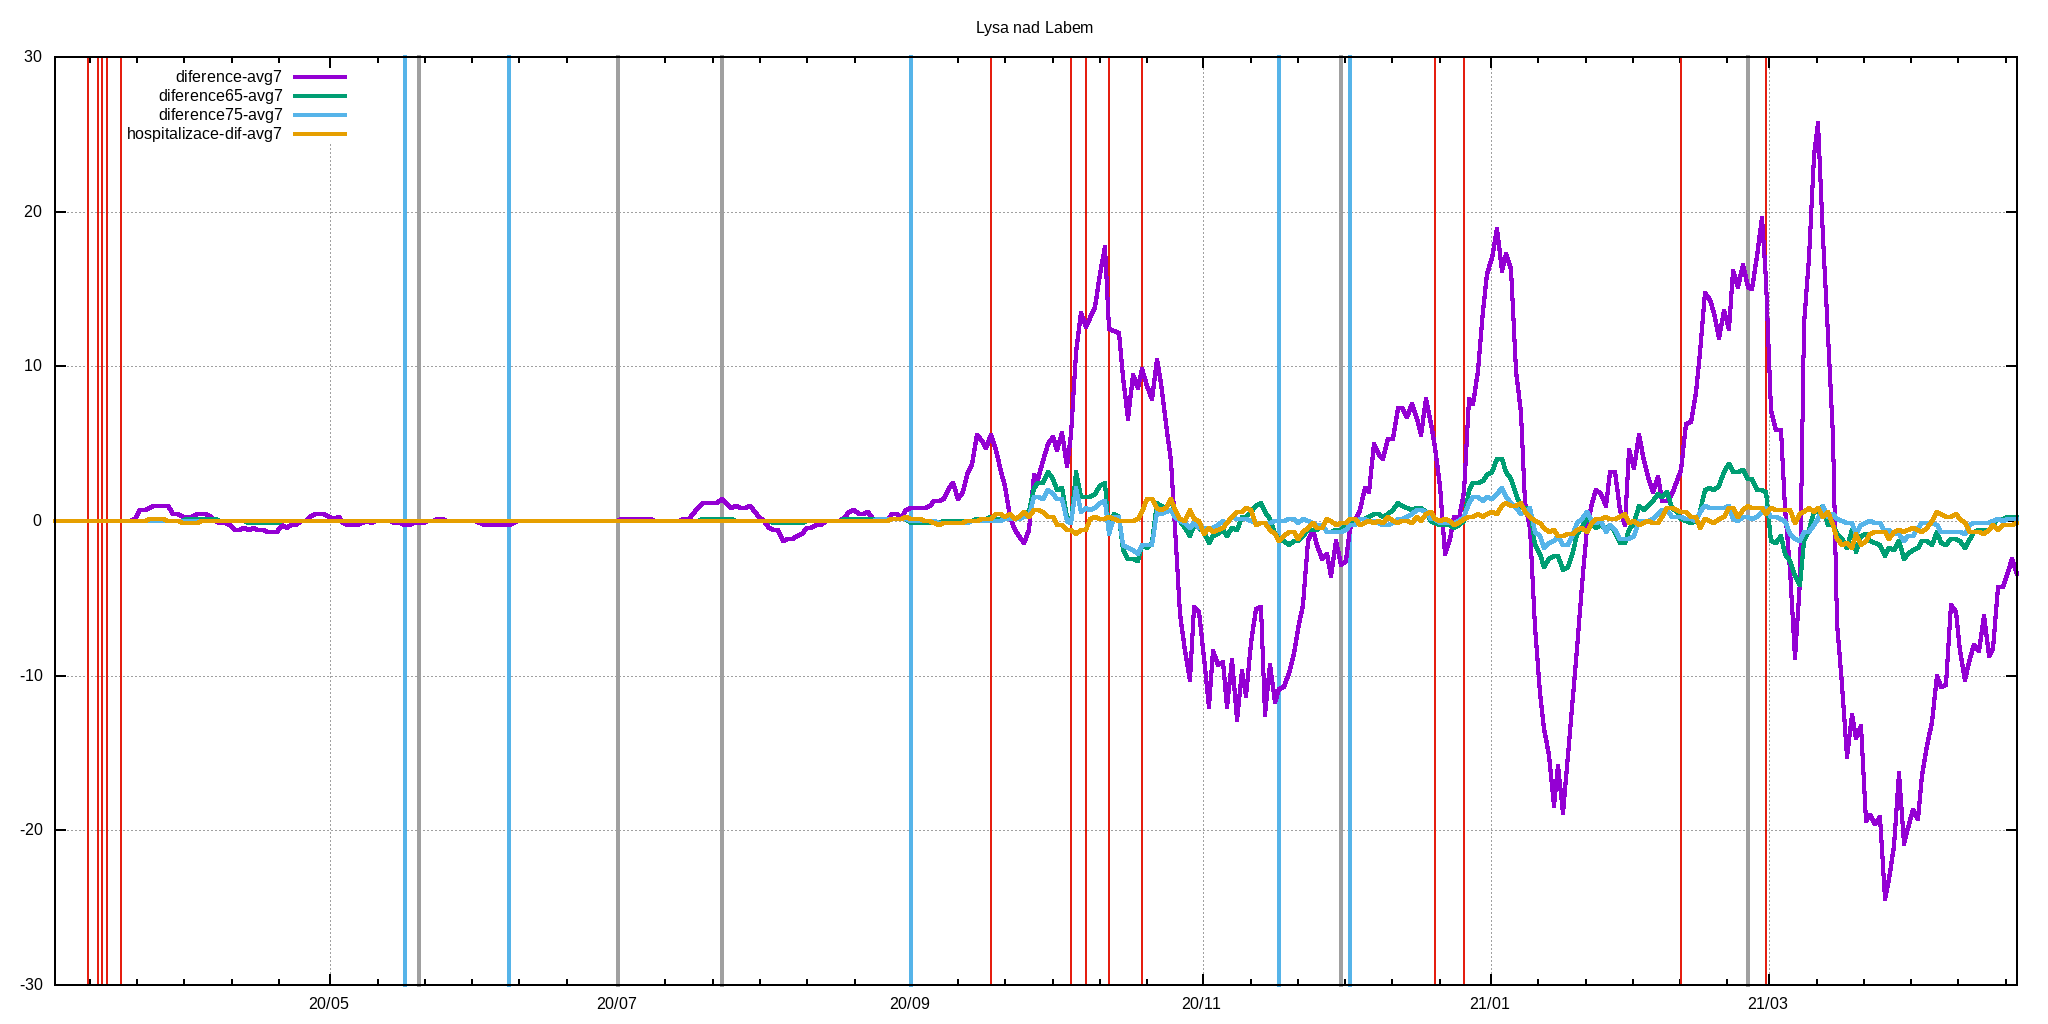 Lysa nad Labem
diference-avg7
diference65-avg7
diference75-avg7
hospitalizace-dif-avg7
30
20
10
0
-10
-20
-30
20/05 20/07 20/09 20/11 21/01 21/03